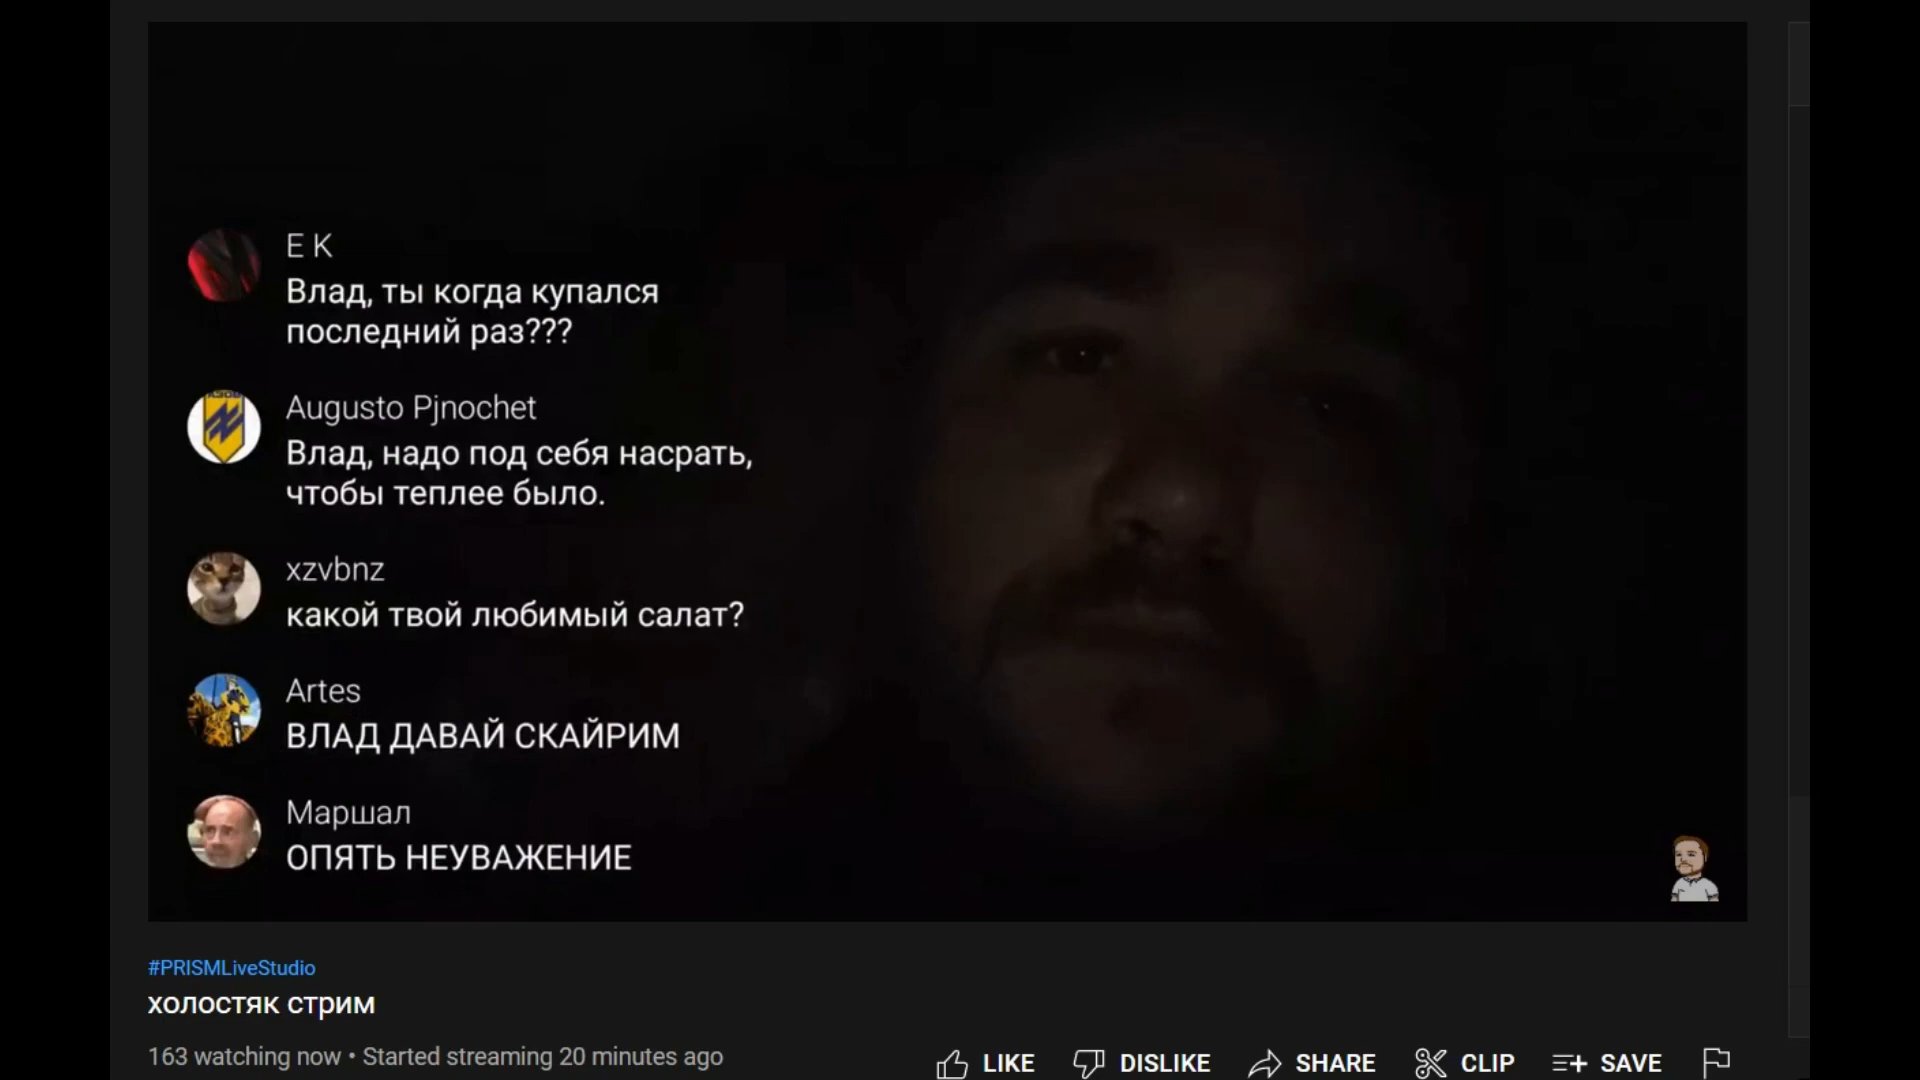 E K
Влад, ты когда купался
последний раз???
Augusto Pjnochet
Влад, надо под себя насрать,
чтобы теплее было.
xzvbnz
какой твой любимый салат?
Artes
ВЛАД ДАВАЙ СКАЙРИМ
Маршал
ОПЯТЬ НЕУВАЖЕНИЕ
#PRISMLiveStudio
холостяк стрим
163 watching now • Started streaming 20 minutes ago
LIKE DISLIKE SHARE CLIP SAVE